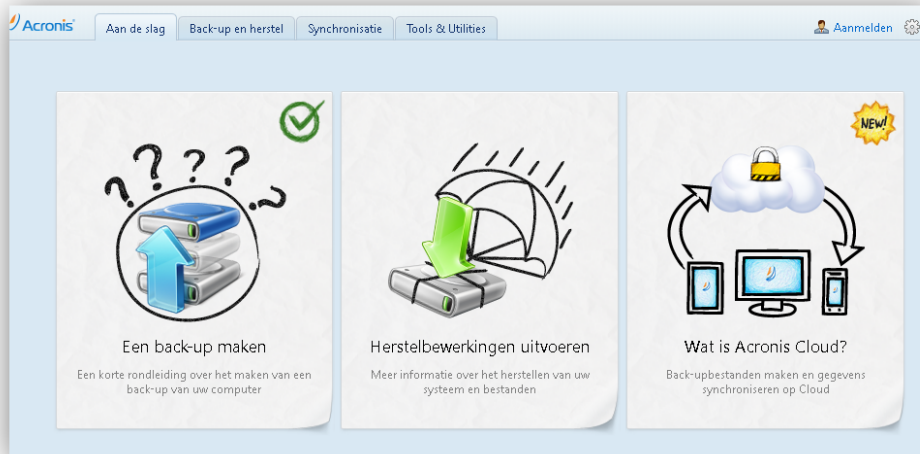 Acronis
Aan de slag
Back-up en herstel
Synchronisatie
Tools & Utilities
Aanmelden
NEW!
Een back-up maken
Een korte rondleiding over het maken van een
back-up van uw computer
Herstelbewerkingen uitvoeren
Meer informatie over het herstellen van uw
systeem en bestanden
Wat is Acronis Cloud?
Back-upbestanden maken en gegevens
synchroniseren op Cloud